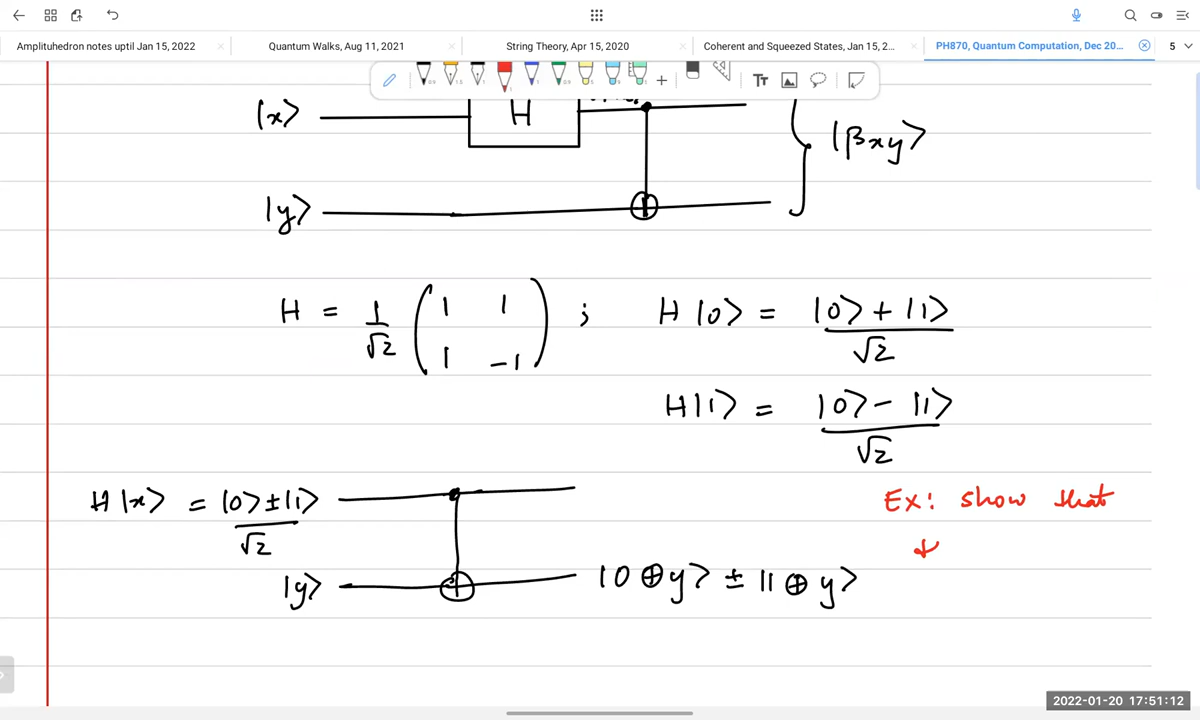 Amplituhedron notes uptil Jan 15, 2022 Quantum Walks, Aug 11, 2021 String Theory, Apr 15, 2020 Coherent and Squeezed States, Jan 15, 2... PH870, Quantum Computation, Dec 20... 5
Tт
|x⟩ H
|βxy⟩
|y⟩
H = 1/√2 ( 1 1 ; 1 -1 ) ; H |0⟩ = |0⟩ + |1⟩ / √2
H|1⟩ = |0⟩ - |1⟩ / √2
H |x⟩ = |0⟩ ± |1⟩ / √2 Ex: show that
|y⟩ |0 ⊕ y⟩ ± |1 ⊕ y⟩
2022-01-20 17:51:12